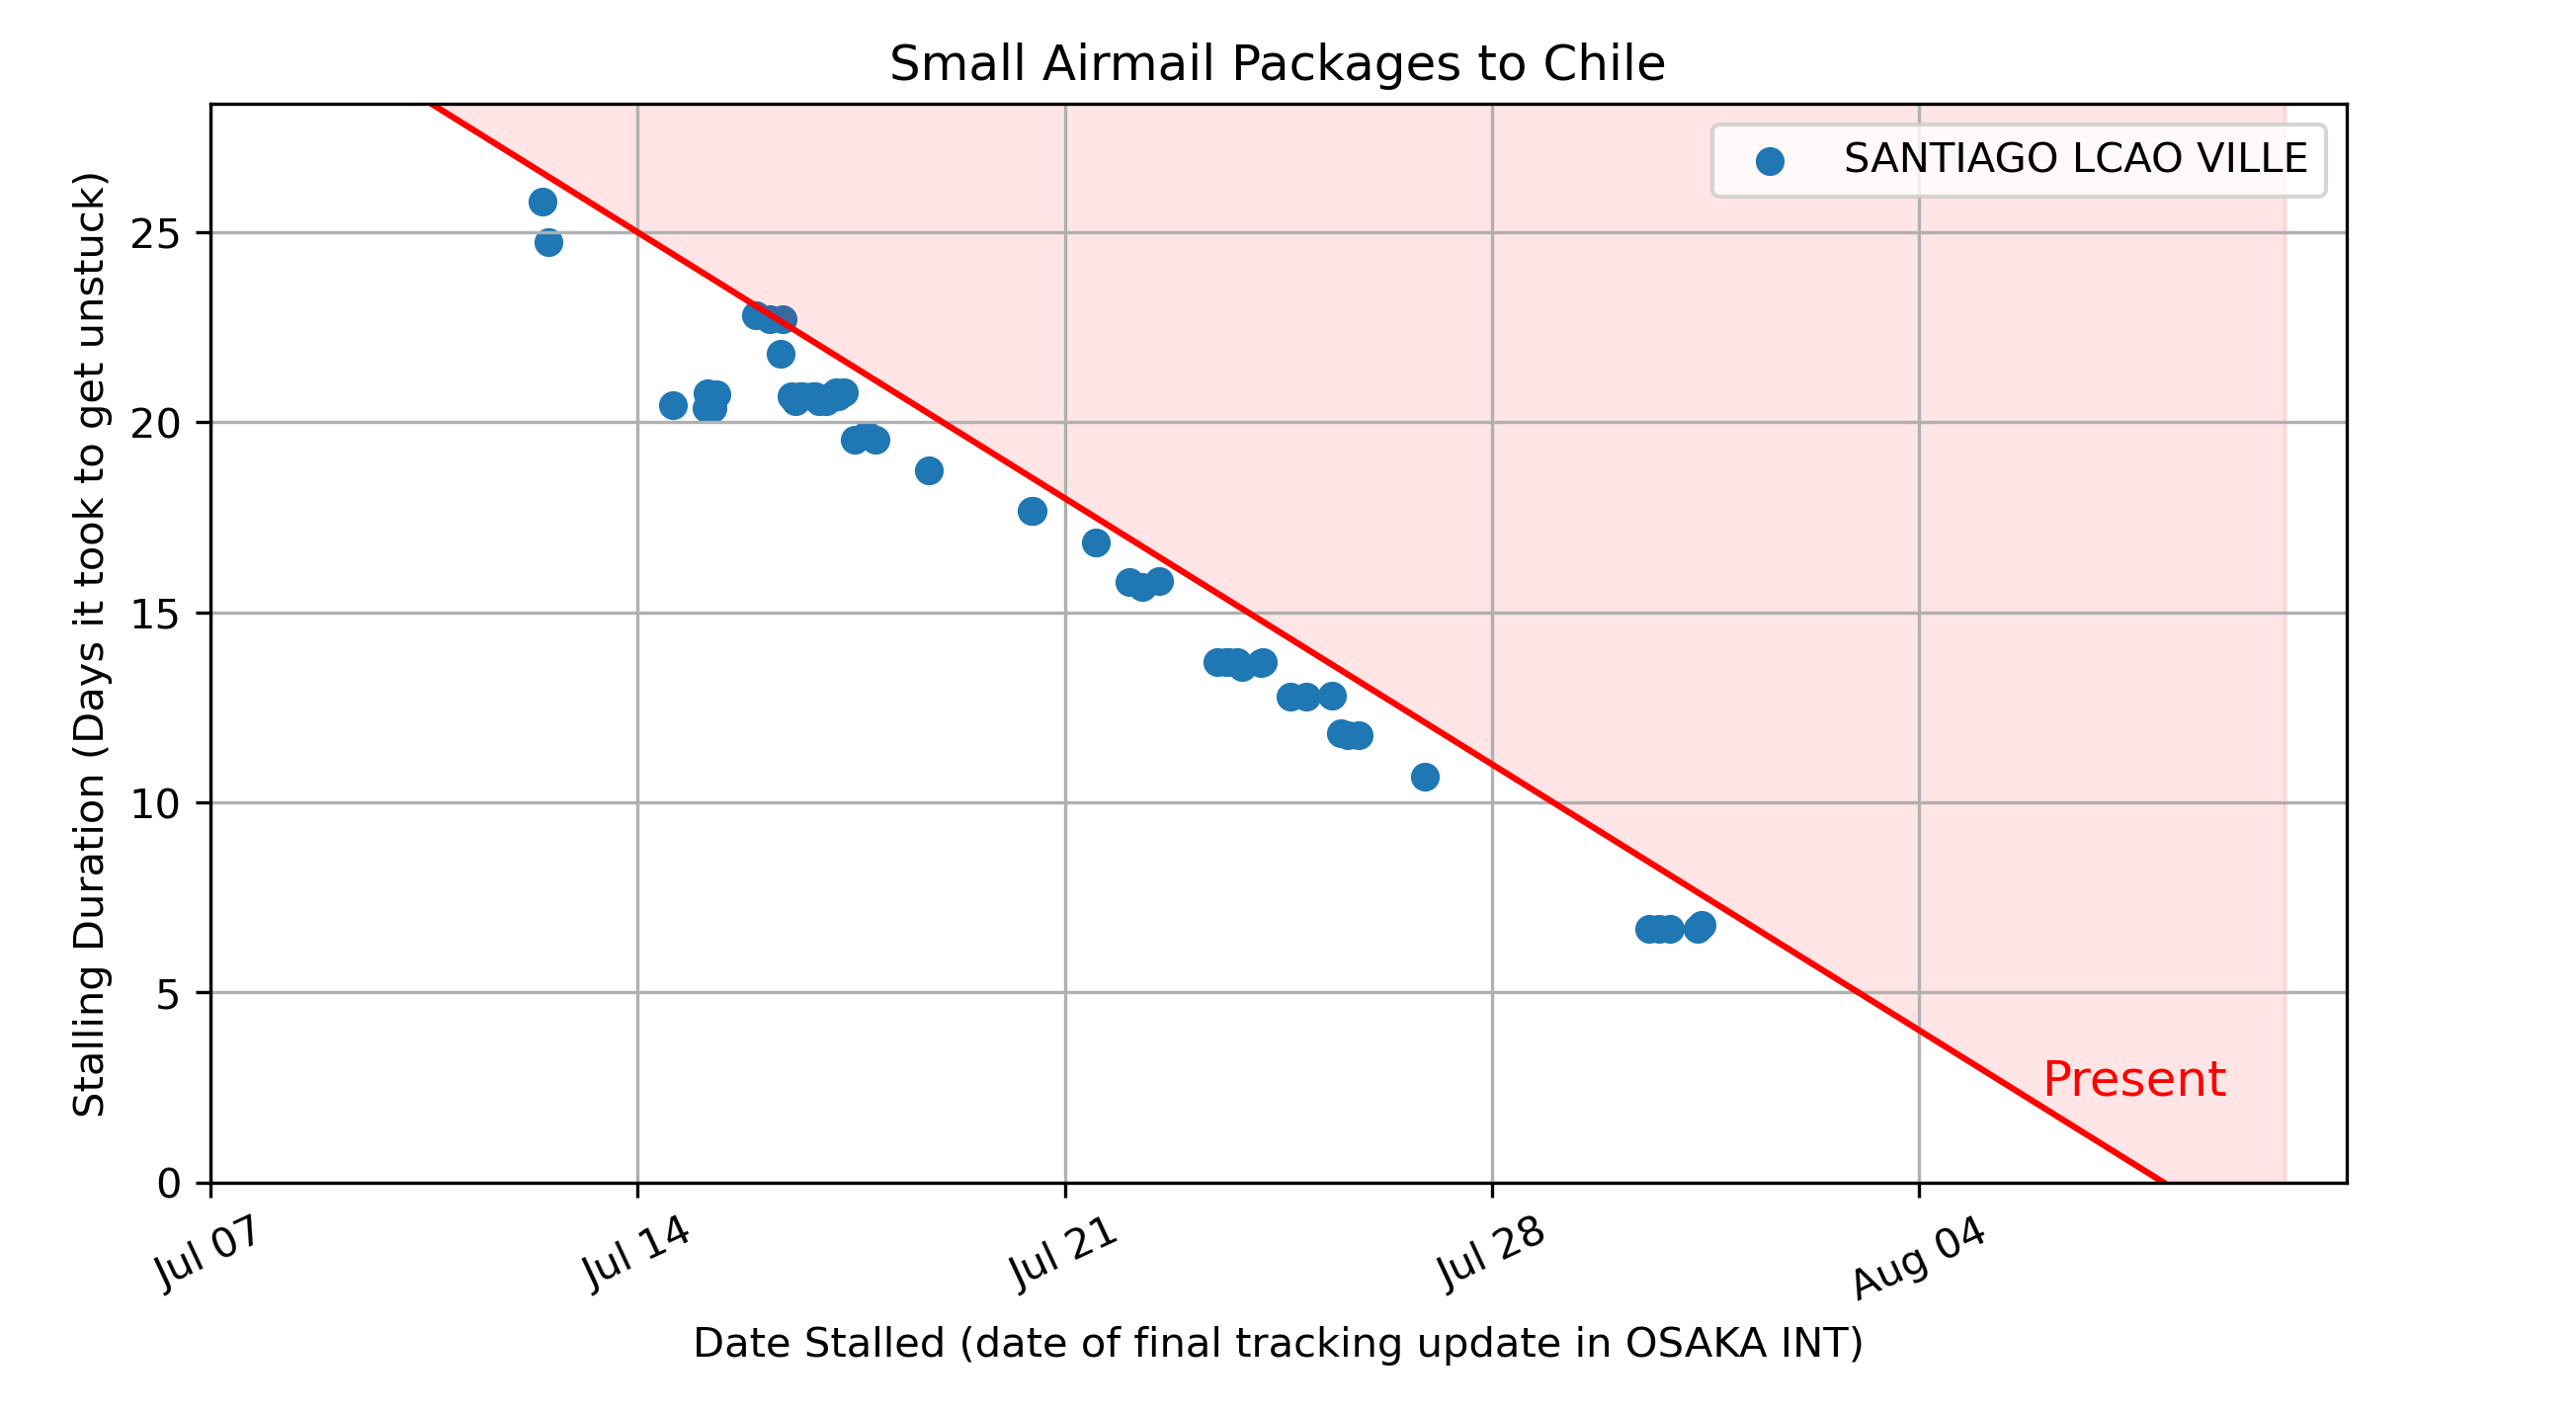 Small Airmail Packages to Chile
SANTIAGO LCAO VILLE
Stalling Duration (Days it took to get unstuck)
25
20
15
10
5
0
Present
Jul 07
Jul 14
Jul 21
Jul 28
Aug 04
Date Stalled (date of final tracking update in OSAKA INT)